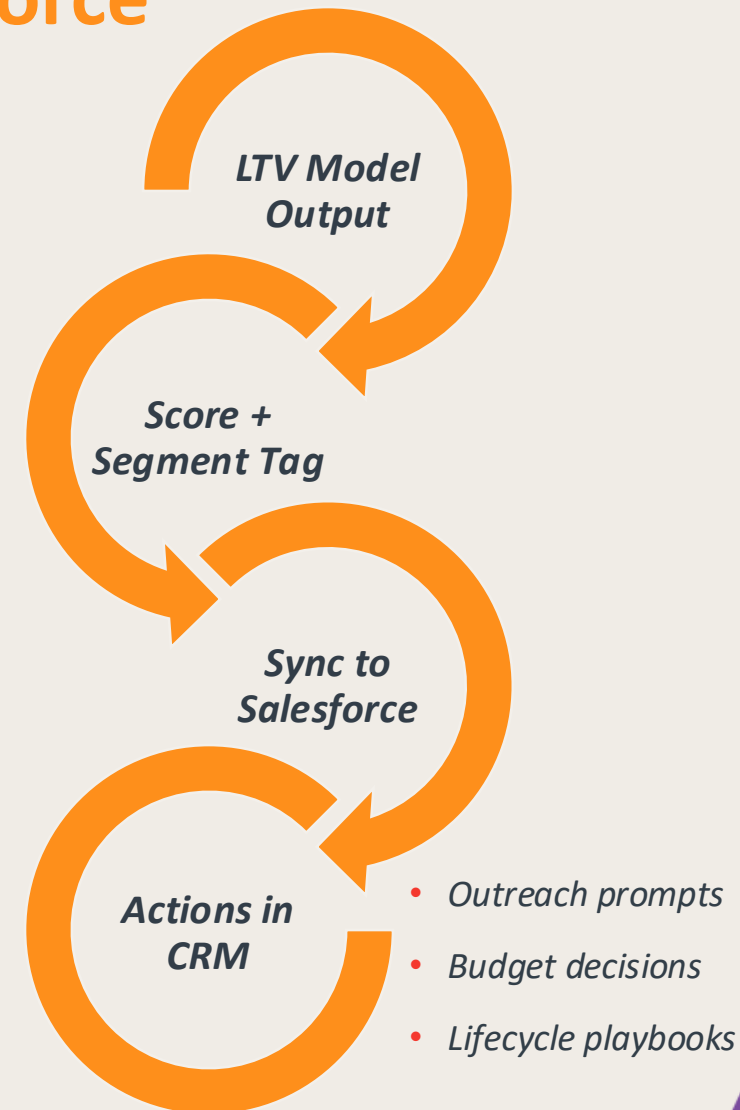 LTV Model
Output
Score +
Segment Tag
Sync to
Salesforce
Actions in
CRM
• Outreach prompts
• Budget decisions
• Lifecycle playbooks